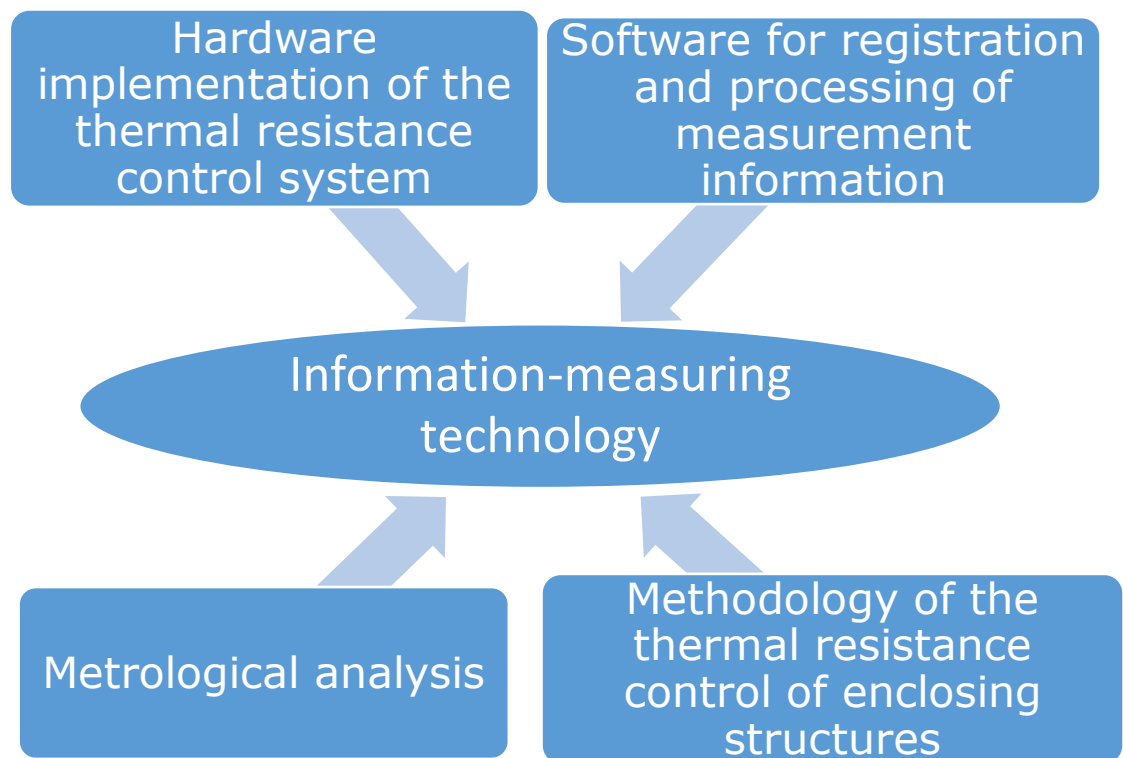 Hardware
implementation of the
thermal resistance
control system
Software for registration
and processing of
measurement
information
Information-measuring
technology
Metrological analysis
Methodology of the
thermal resistance
control of enclosing
structures